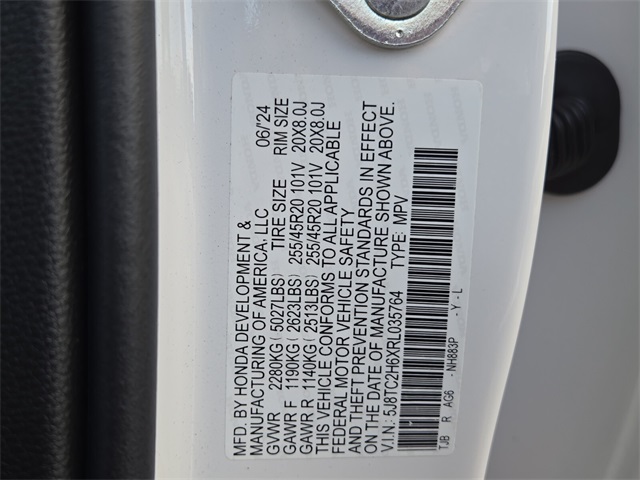 MFD. BY HONDA DEVELOPMENT & 06/'24
MANUFACTURING OF AMERICA, LLC
GVWR 2280KG(5027LBS) TIRE SIZE RIM SIZE
GAWR F 1190KG(2623LBS) 255/45R20 101V 20X8.0J
GAWR R 1140KG(2513LBS) 255/45R20 101V 20X8.0J
THIS VEHICLE CONFORMS TO ALL APPLICABLE
FEDERAL MOTOR VEHICLE SAFETY
AND THEFT PREVENTION STANDARDS IN EFFECT
ON THE DATE OF MANUFACTURE SHOWN ABOVE.
V.I.N: 5J8TC2H6XRL035764 TYPE: MPV
TJB R AG6 -NH883P -Y-L